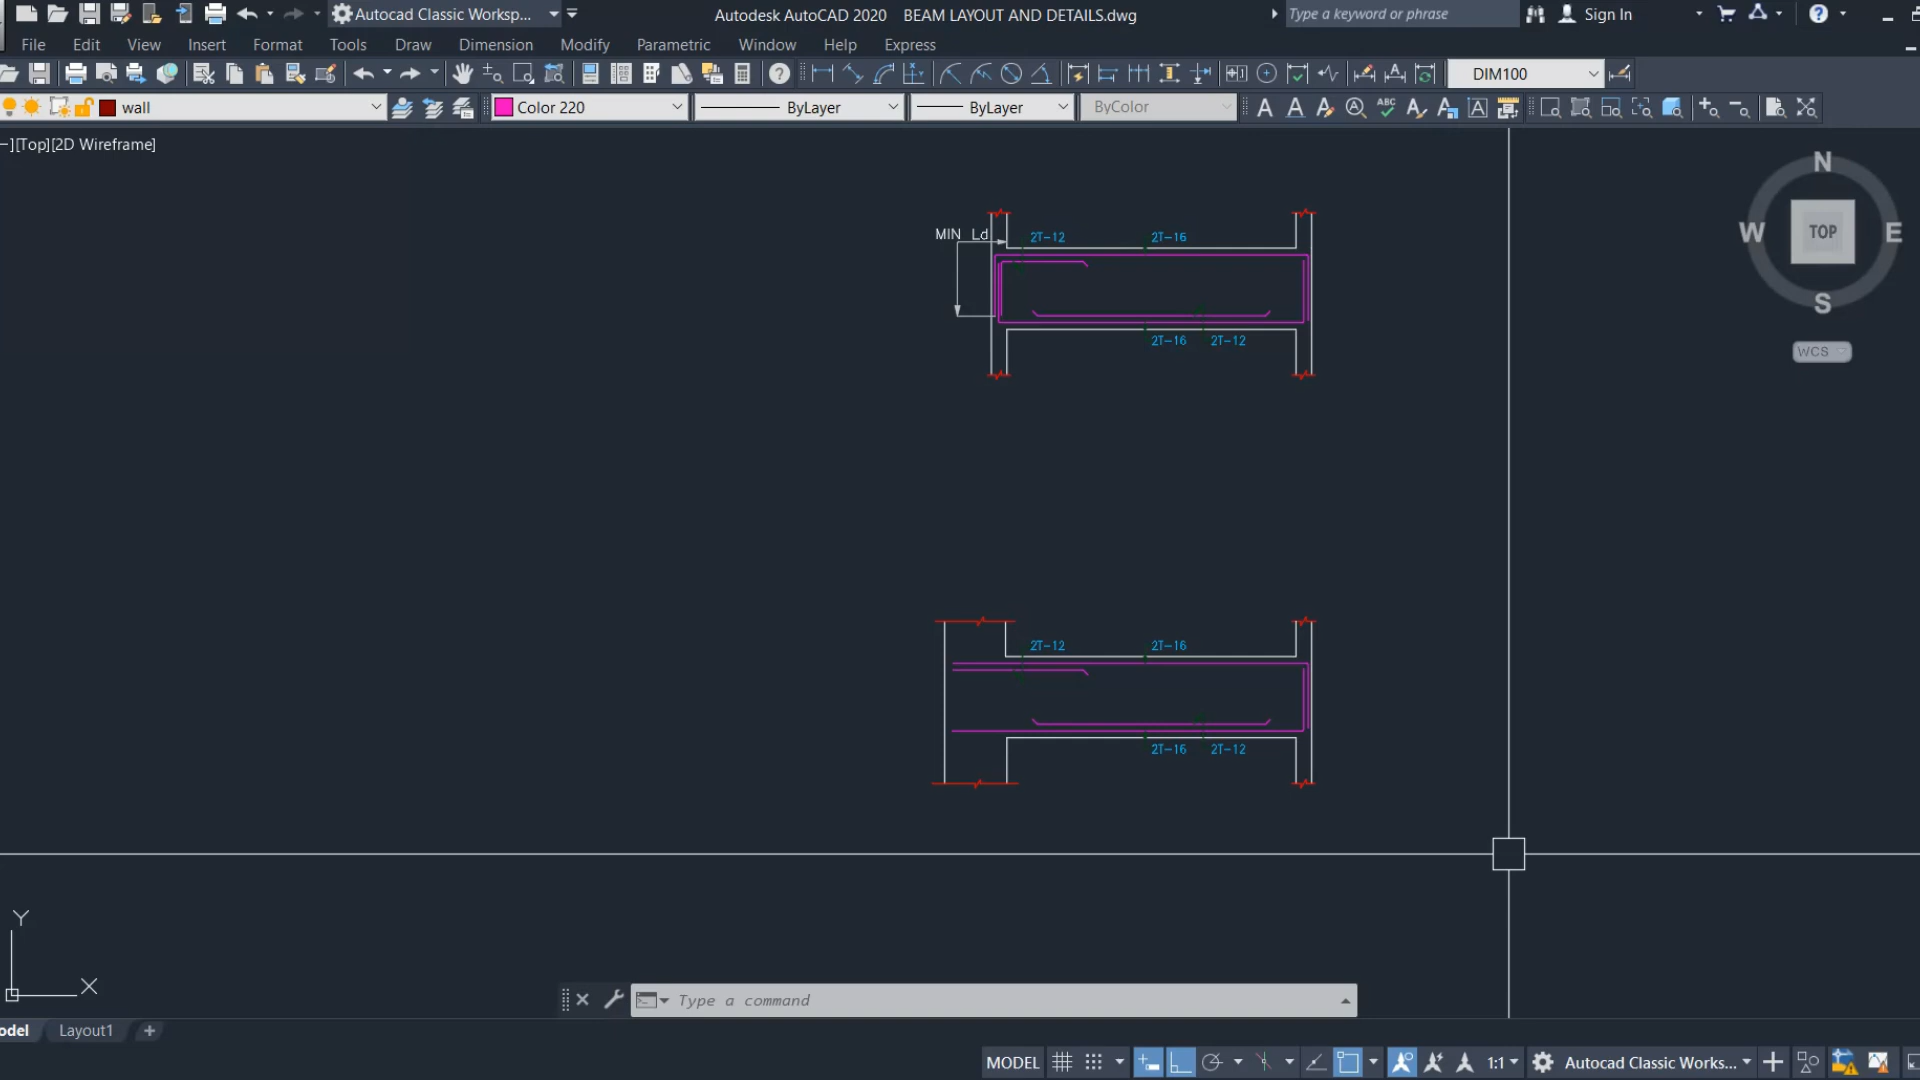 Autocad Classic Worksp... Autodesk AutoCAD 2020 BEAM LAYOUT AND DETAILS.dwg Type a keyword or phrase Sign In ?
File Edit View Insert Format Tools Draw Dimension Modify Parametric Window Help Express
? DIM100
wall Color 220 ByLayer ByLayer ByColor A A ABC
−][Top][2D Wireframe]
N
W TOP E
S
WCS
MIN Ld 2T-12 2T-16
2T-16 2T-12
2T-12 2T-16
2T-16 2T-12
Y
X
Type a command
odel Layout1 +
MODEL 1:1 Autocad Classic Works...